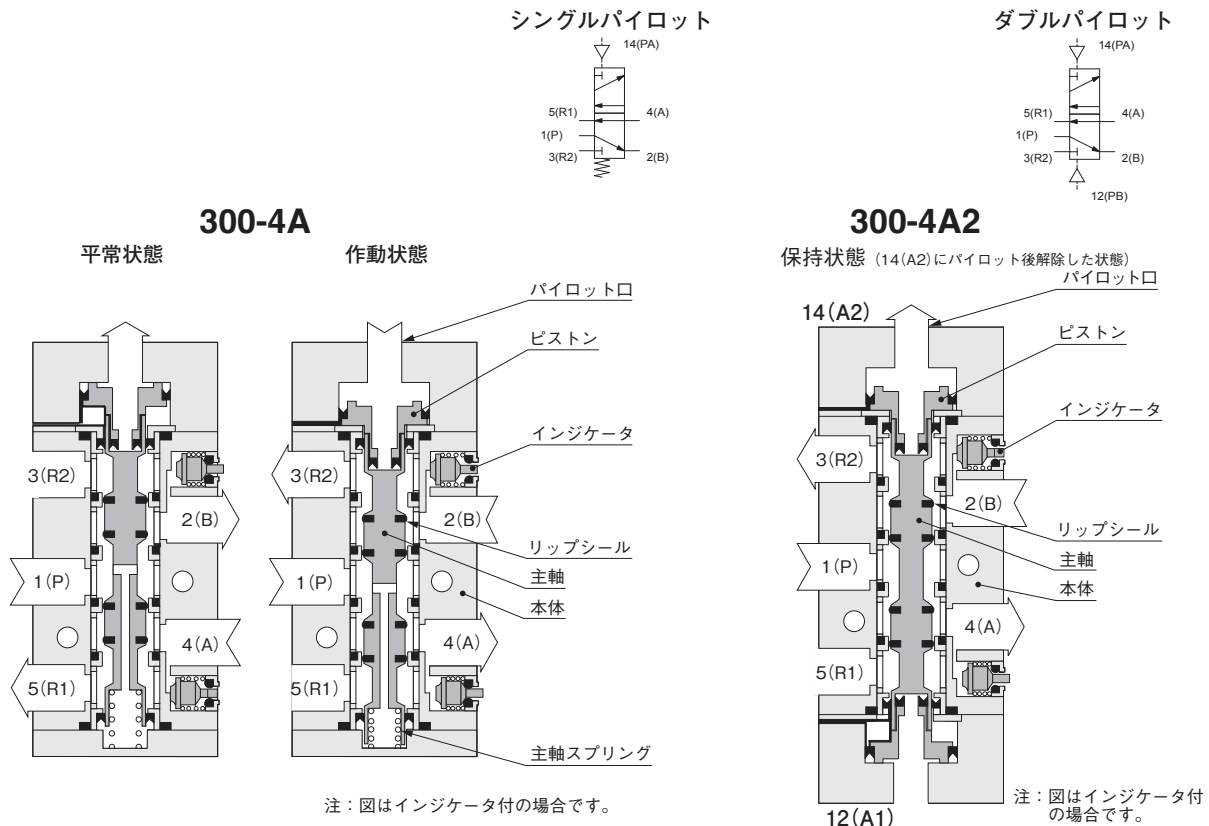 シングルパイロット
14(PA)
5(R1)
4(A)
1(P)
3(R2)
2(B)
ダブルパイロット
14(PA)
5(R1)
4(A)
1(P)
3(R2)
2(B)
12(PB)
300-4A
平常状態
作動状態
3(R2)
2(B)
1(P)
4(A)
5(R1)
3(R2)
2(B)
1(P)
4(A)
5(R1)
パイロット口
ピストン
インジケータ
リップシール
主軸
本体
主軸スプリング
注：図はインジケータ付の場合です。
300-4A2
保持状態（14(A2)にパイロット後解除した状態）
14(A2)
パイロット口
ピストン
インジケータ
3(R2)
2(B)
リップシール
1(P)
主軸
本体
4(A)
5(R1)
12(A1)
注：図はインジケータ付
の場合です。